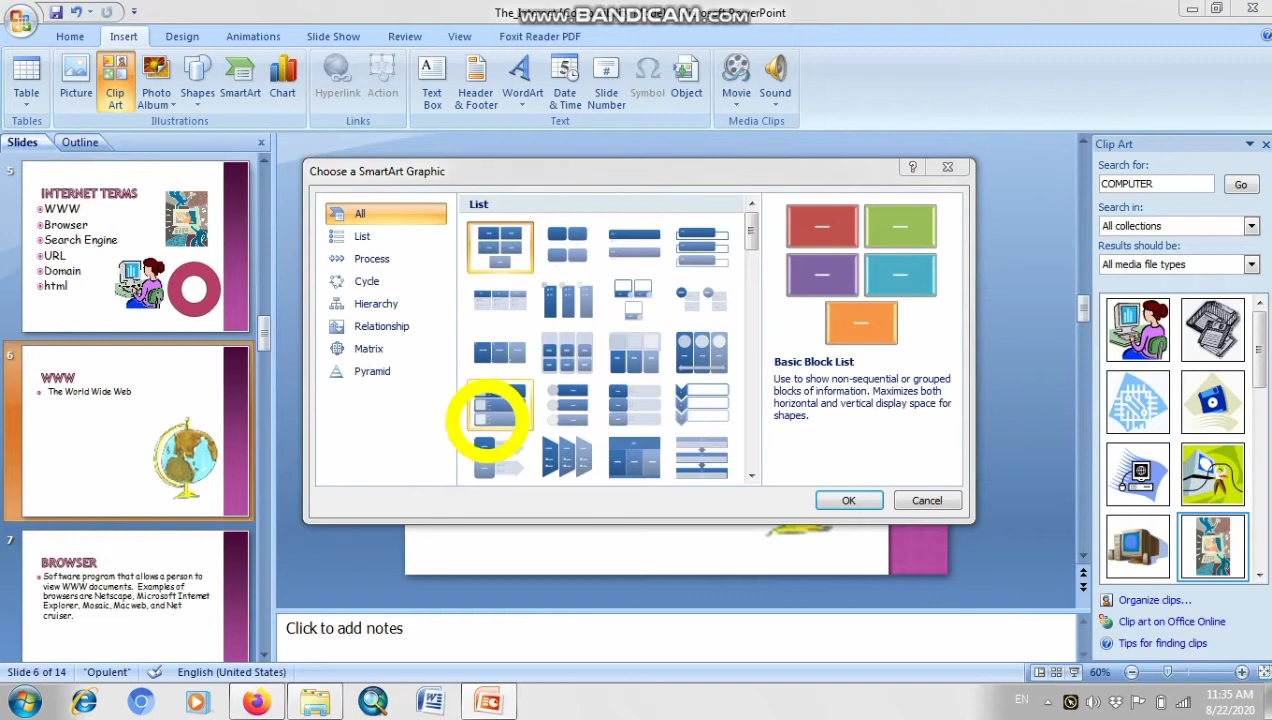 The_Internet
www.BANDICAM.com
PowerPoint
Home
Insert
Design
Animations
Slide Show
Review
View
Foxit Reader PDF
Table
Picture
Clip
Art
Photo
Album
Shapes
SmartArt
Chart
Hyperlink
Action
Text
Box
Header
& Footer
WordArt
Date
& Time
Slide
Number
Symbol
Object
Movie
Sound
Tables
Illustrations
Links
Text
Media Clips
Slides
Outline
5
INTERNET TERMS
WWW
Browser
Search Engine
URL
Domain
html
6
WWW
The World Wide Web
7
BROWSER
Software program that allows a person to
view WWW documents. Examples of
browsers are Netscape, Microsoft Internet
Explorer, Mosaic, Macweb, and Net
cruiser.
Choose a SmartArt Graphic
All
List
Process
Cycle
Hierarchy
Relationship
Matrix
Pyramid
List
Basic Block List
Use to show non-sequential or grouped
blocks of information. Maximizes both
horizontal and vertical display space for
shapes.
OK
Cancel
Click to add notes
Clip Art
Search for:
COMPUTER
Go
Search in:
All collections
Results should be:
All media file types
Organize clips...
Clip art on Office Online
Tips for finding clips
Slide 6 of 14
"Opulent"
English (United States)
60%
EN
11:35 AM
8/22/2020